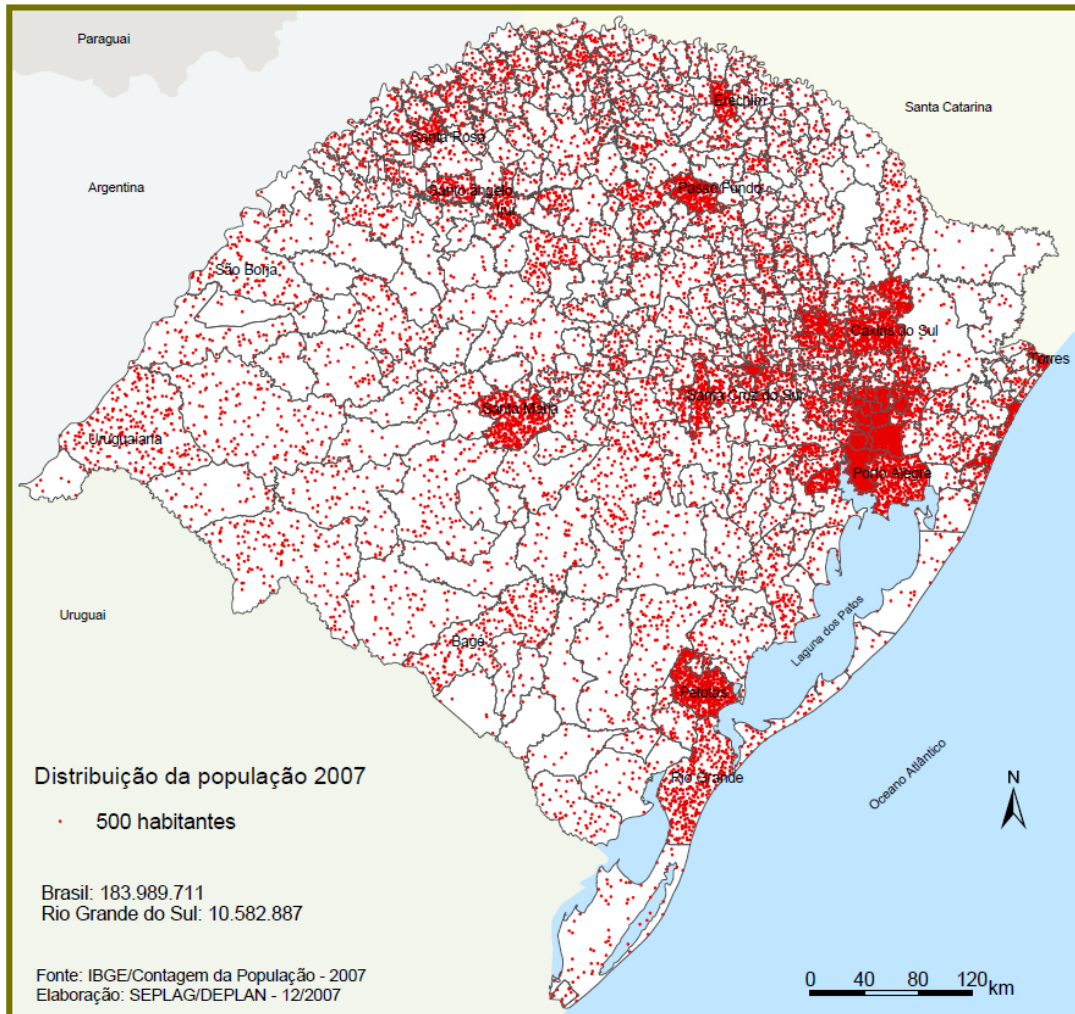 Paraguai
Santa Catarina
Argentina
Uruguai
Erechim
Santa Rosa
Santo ângelo
Ijuí
Passo Fundo
São Borja
Caxias do Sul
Torres
Santa Cruz do Sul
Santa Maria
Uruguaiana
Porto Alegre
Bagé
Laguna dos Patos
Pelotas
Rio Grande
Oceano Atlântico
N
Distribuição da população 2007
500 habitantes
Brasil: 183.989.711
Rio Grande do Sul: 10.582.887
Fonte: IBGE/Contagem da População - 2007
Elaboração: SEPLAG/DEPLAN - 12/2007
0 40 80 120 km